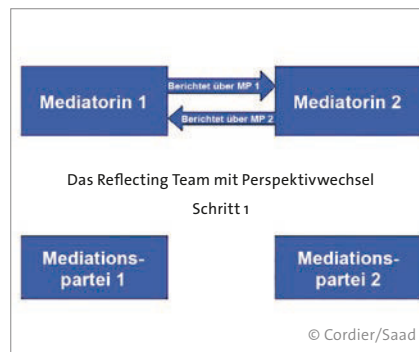 Berichtet über MP 1
Mediatorin 1
Mediatorin 2
Berichtet über MP 2
Das Reflecting Team mit Perspektivwechsel
Schritt 1
Mediations-
partei 1
Mediations-
partei 2
© Cordier/Saad